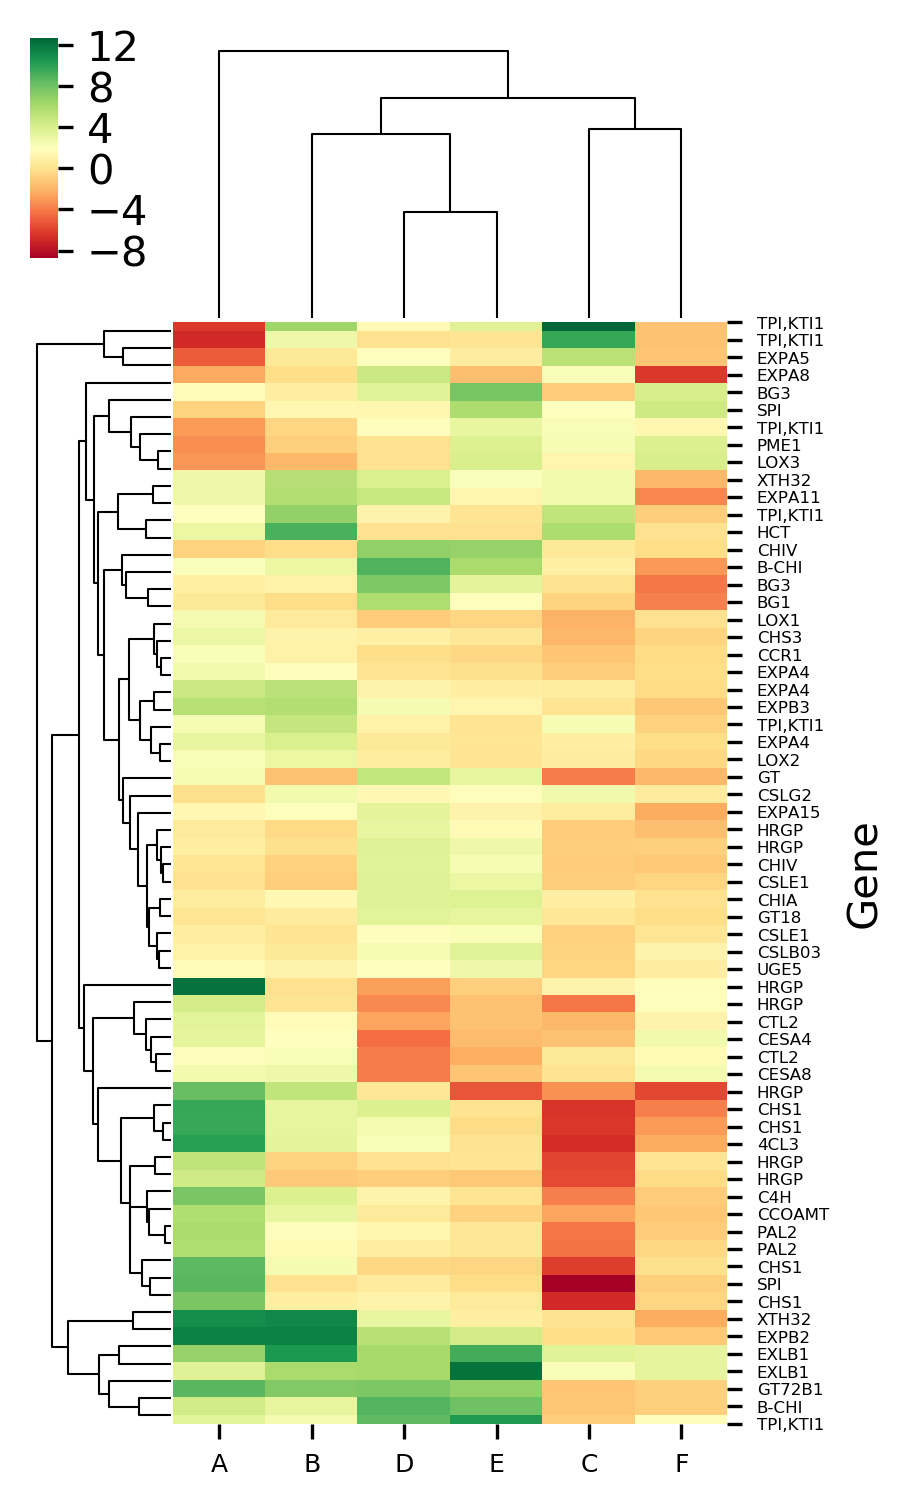 12
8
4
0
−4
−8
TPI,KTI1
TPI,KTI1
EXPA5
EXPA8
BG3
SPI
TPI,KTI1
PME1
LOX3
XTH32
EXPA11
TPI,KTI1
HCT
CHIV
B-CHI
BG3
BG1
LOX1
CHS3
CCR1
EXPA4
EXPA4
EXPB3
TPI,KTI1
EXPA4
LOX2
GT
CSLG2
EXPA15
HRGP
HRGP
CHIV
CSLE1
CHIA
GT18
CSLE1
CSLB03
UGE5
HRGP
HRGP
CTL2
CESA4
CTL2
CESA8
HRGP
CHS1
CHS1
4CL3
HRGP
HRGP
C4H
CCOAMT
PAL2
PAL2
CHS1
SPI
CHS1
XTH32
EXPB2
EXLB1
EXLB1
GT72B1
B-CHI
TPI,KTI1
Gene
A B D E C F